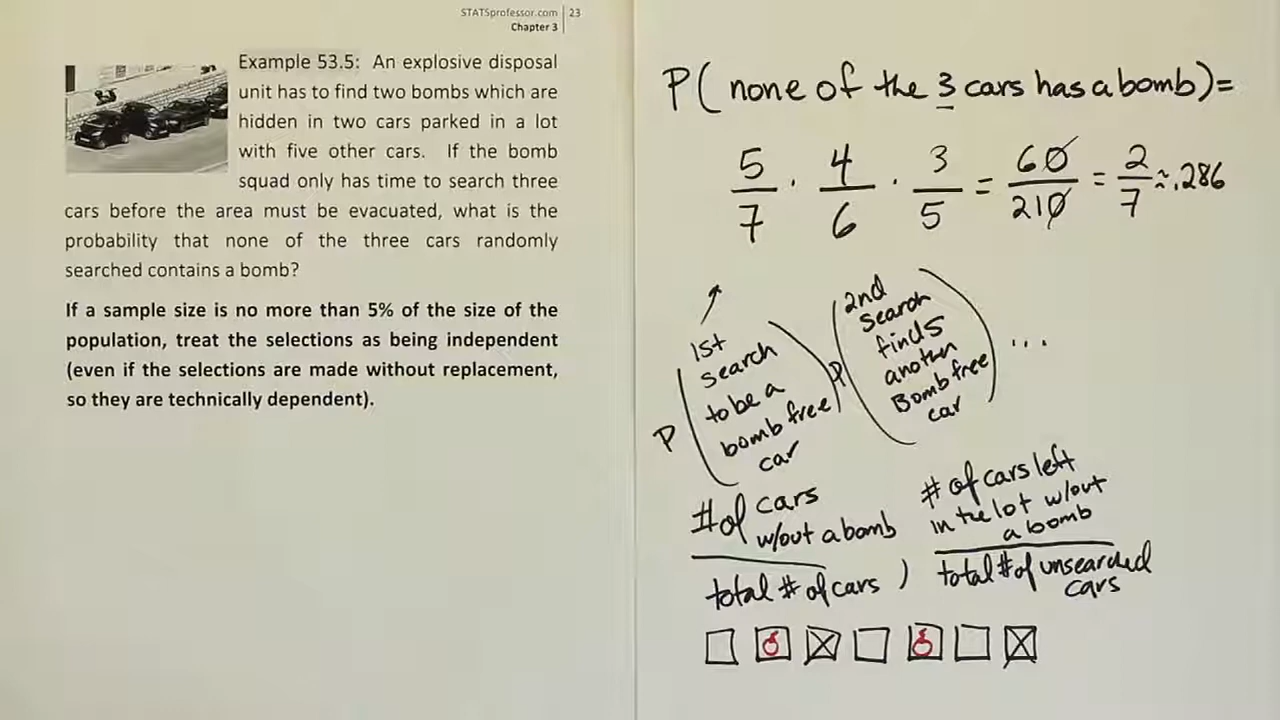 STATSprofessor.com 23
Chapter 3
Example 53.5: An explosive disposal
unit has to find two bombs which are
hidden in two cars parked in a lot
with five other cars. If the bomb
squad only has time to search three
cars before the area must be evacuated, what is the
probability that none of the three cars randomly
searched contains a bomb?
If a sample size is no more than 5% of the size of the
population, treat the selections as being independent
(even if the selections are made without replacement,
so they are technically dependent).
P( none of the 3 cars has a bomb) =
5/7 · 4/6 · 3/5 = 60/210 = 2/7 ≈ .286
P(
1st
search
to be a
bomb free
car
)
P(
2nd
search
finds
another
Bomb free
car
) ...
# of cars
w/out a bomb
total # of cars )
# of cars left
in the lot w/out
a bomb
total # of unsearched
cars